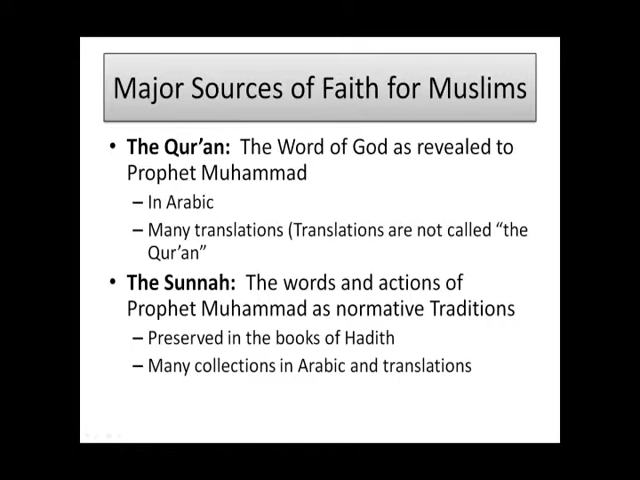 Major Sources of Faith for Muslims
• The Qur’an: The Word of God as revealed to
Prophet Muhammad
– In Arabic
– Many translations (Translations are not called “the
Qur’an”
• The Sunnah: The words and actions of
Prophet Muhammad as normative Traditions
– Preserved in the books of Hadith
– Many collections in Arabic and translations